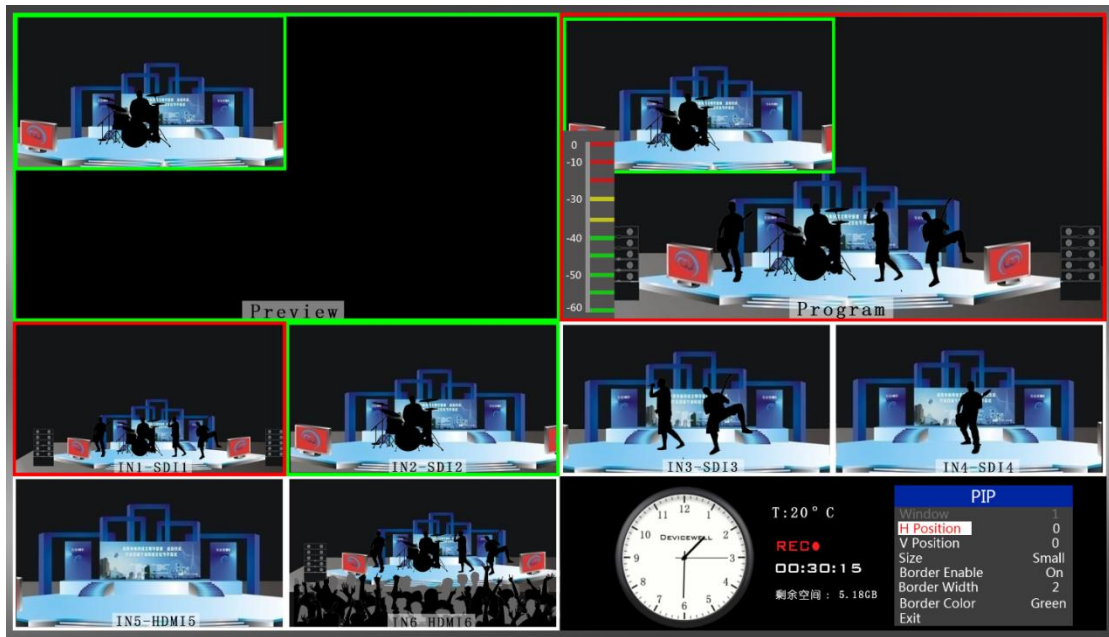 0
-10
-30
-40
-50
-60
Preview
Program
IN1-SDI1
IN2-SDI2
IN3-SDI3
IN4-SDI4
IN5-HDMI5
IN6-HDMI6
12
1
2
3
4
5
6
7
8
9
10
11
DEVICEWELL
T:20°C
REC
00:30:15
剩余空间：5.18GB
PIP
Window 1
H Position 0
V Position 0
Size Small
Border Enable On
Border Width 2
Border Color Green
Exit